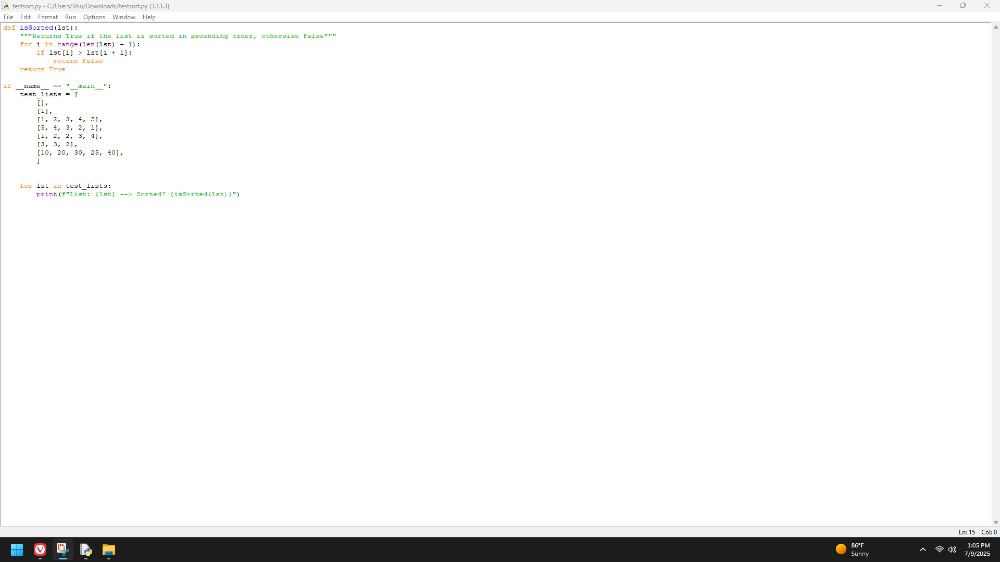 testsort.py - C:/Users/lilso/Downloads/testsort.py (3.13.3)
File Edit Format Run Options Window Help
def isSorted(lst):
    """Returns True if the list is sorted in ascending order, otherwise False"""
    for i in range(len(lst) - 1):
        if lst[i] > lst[i + 1]:
            return False
    return True
if __name__ == "__main__":
    test_lists = [
        [],
        [1],
        [1, 2, 3, 4, 5],
        [5, 4, 3, 2, 1],
        [1, 2, 2, 3, 4],
        [3, 3, 2],
        [10, 20, 30, 25, 40],
        ]
    for lst in test_lists:
        print(f"List: {lst} --> Sorted? {isSorted(lst)}")
Ln: 15 Col: 0
86°F
Sunny
1:05 PM
7/9/2025